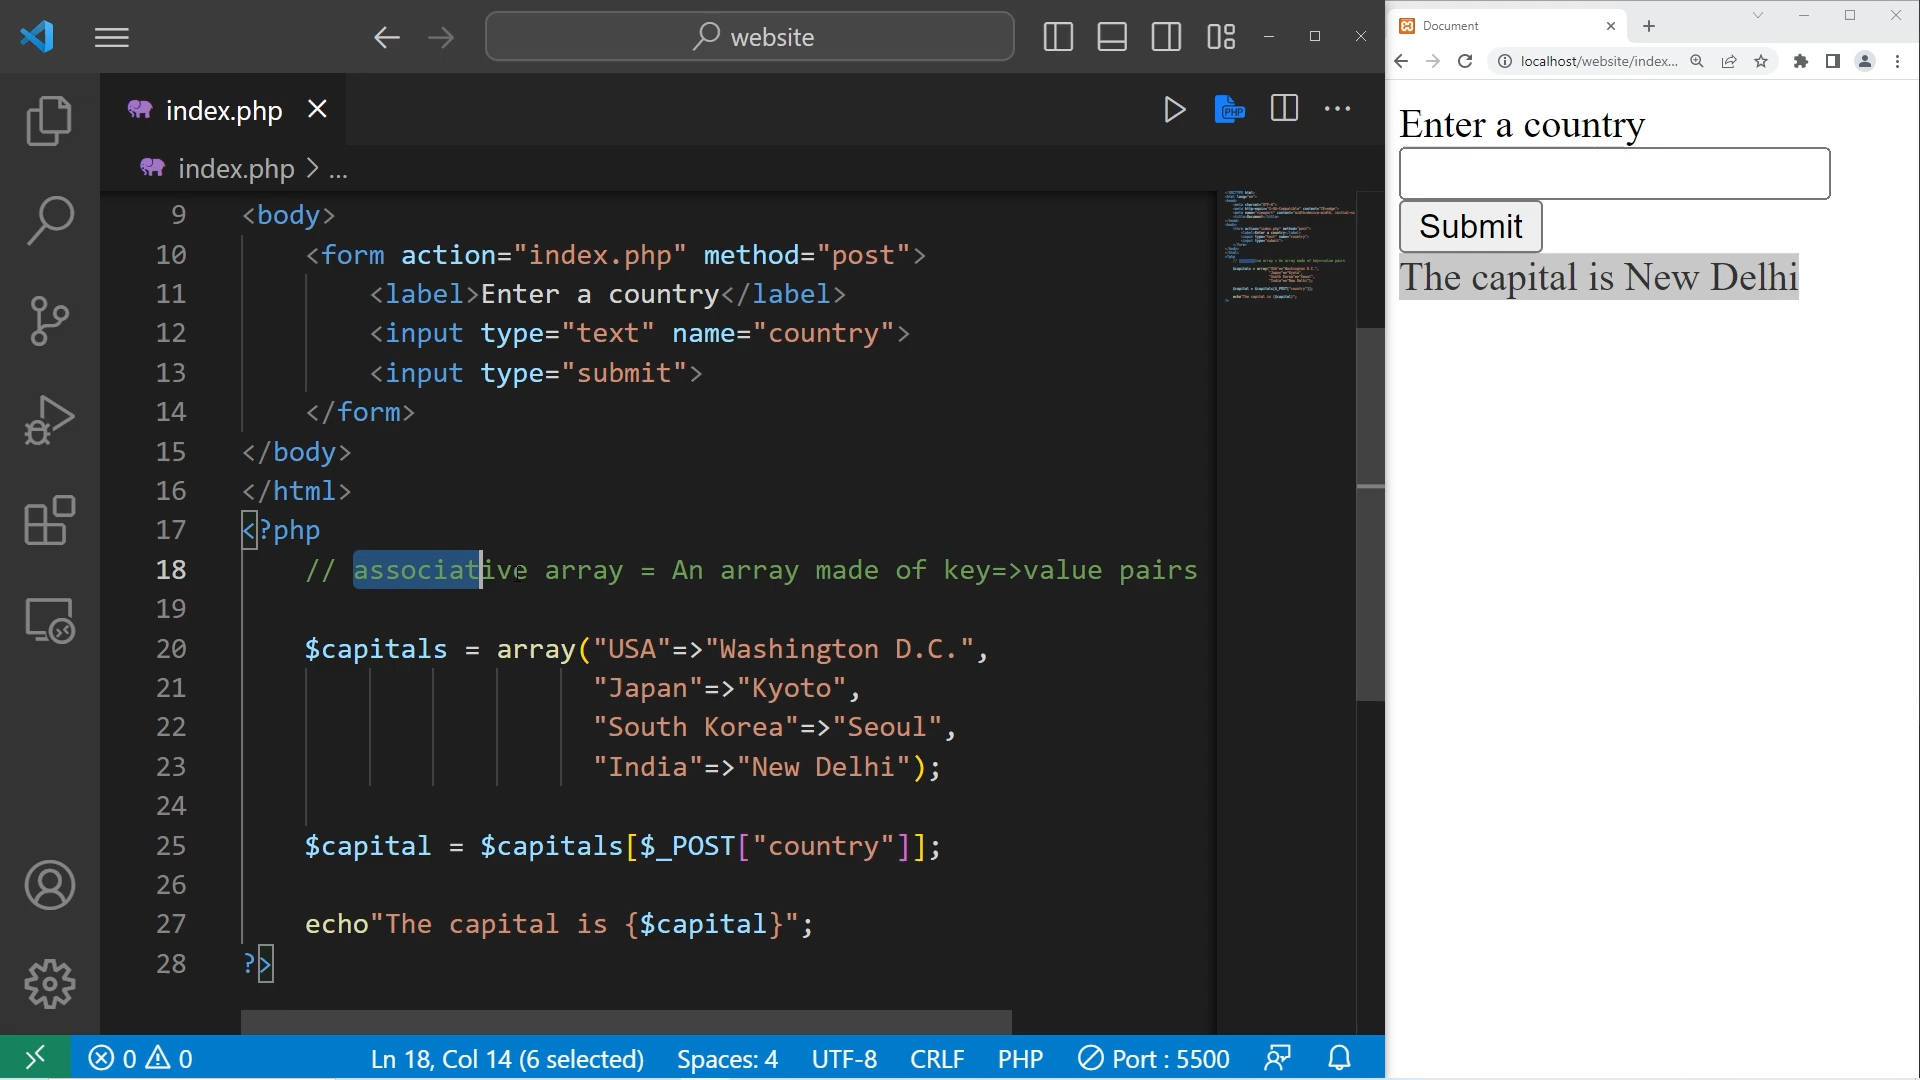 website
index.php
index.php > ...
9 <body>
10 <form action="index.php" method="post">
11 <label>Enter a country</label>
12 <input type="text" name="country">
13 <input type="submit">
14 </form>
15 </body>
16 </html>
17 <?php
18 // associative array = An array made of key=>value pairs
19
20 $capitals = array("USA"=>"Washington D.C.",
21 "Japan"=>"Kyoto",
22 "South Korea"=>"Seoul",
23 "India"=>"New Delhi");
24
25 $capital = $capitals[$_POST["country"]];
26
27 echo"The capital is {$capital}";
28 ?>
0 0 Ln 18, Col 14 (6 selected) Spaces: 4 UTF-8 CRLF PHP Port : 5500
Document
localhost/website/index...
Enter a country
Submit
The capital is New Delhi